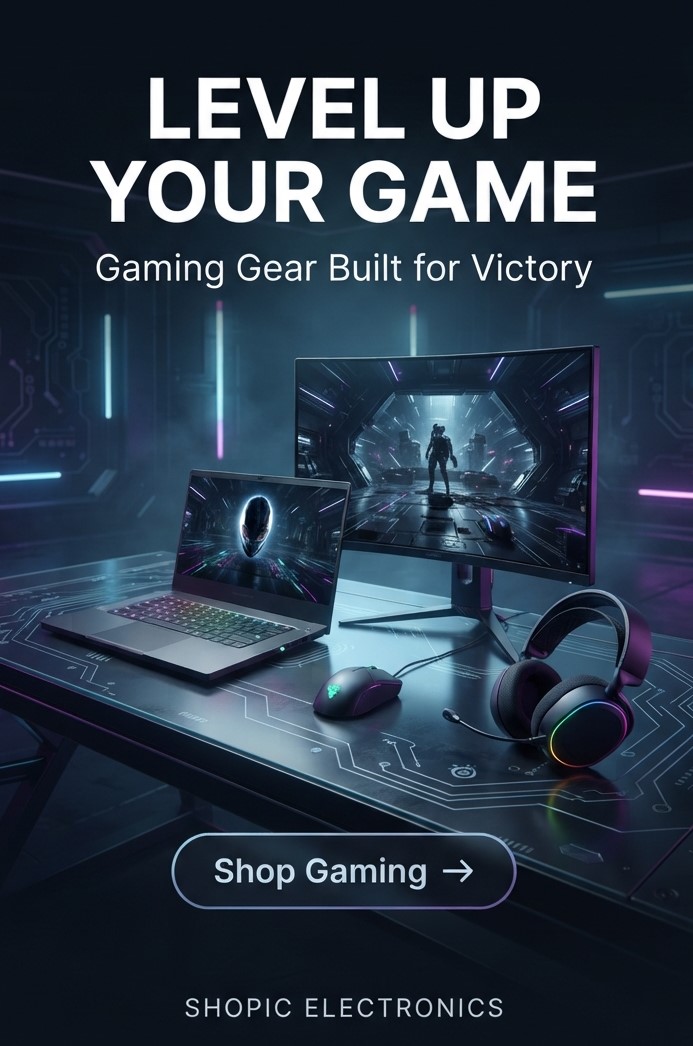 LEVEL UP
YOUR GAME
Gaming Gear Built for Victory
Shop Gaming →
SHOPIC ELECTRONICS